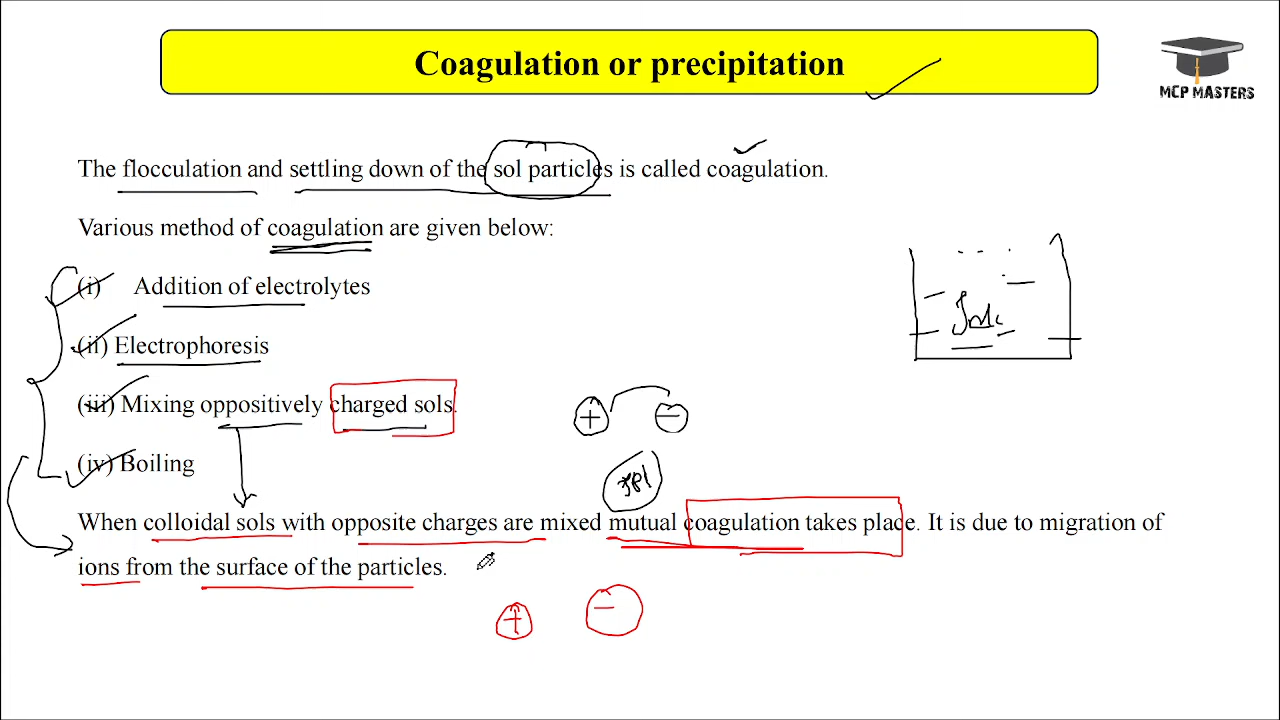 Coagulation or precipitation
MCP MASTERS
The flocculation and settling down of the sol particles is called coagulation.
Various method of coagulation are given below:
(i) Addition of electrolytes
(ii) Electrophoresis
(iii) Mixing oppositively charged sols.
+ −
(iv) Boiling
When colloidal sols with opposite charges are mixed mutual coagulation takes place. It is due to migration of
ions from the surface of the particles.
+ −